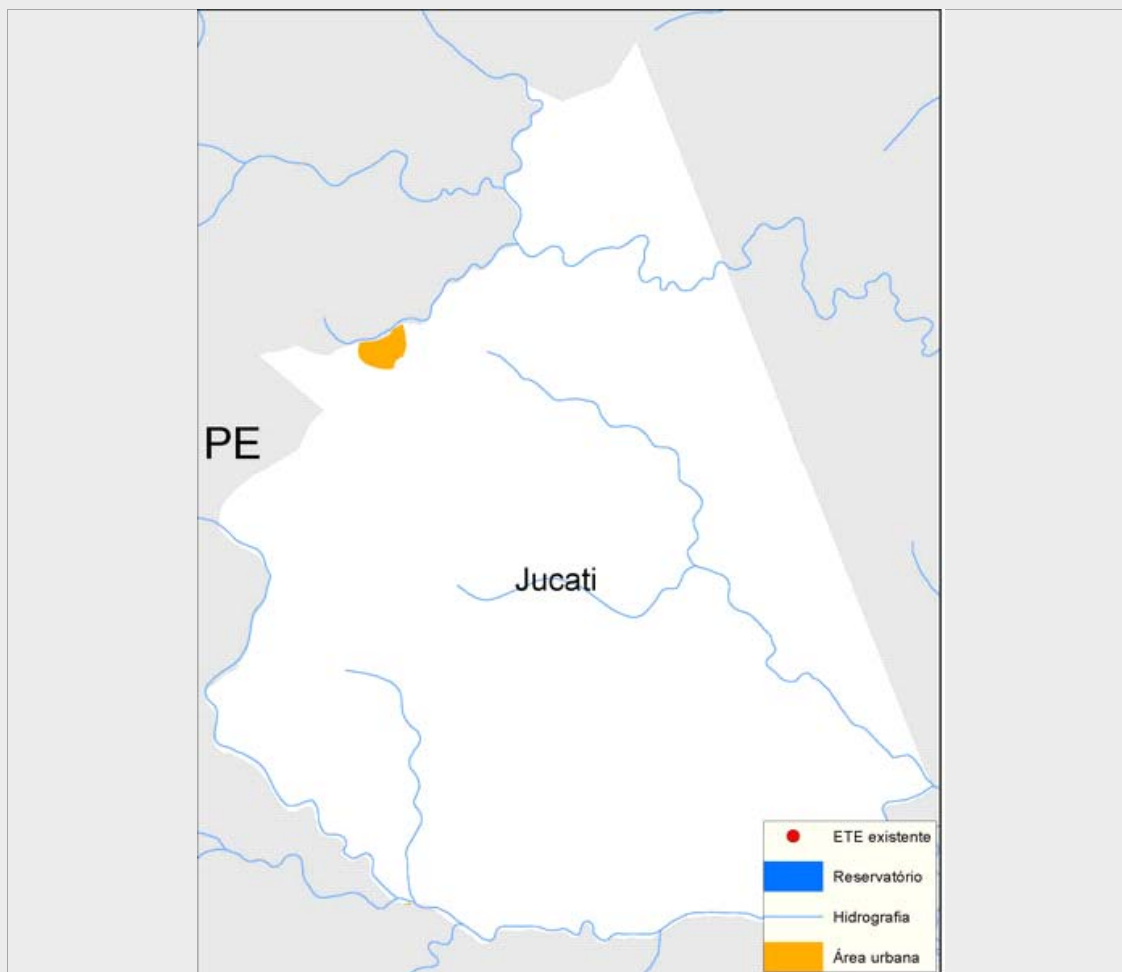 PE
Jucati
ETE existente
Reservatório
Hidrografia
Área urbana